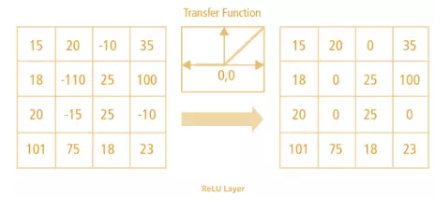 Transfer Function
15 20 -10 35
18 -110 25 100
20 -15 25 -10
101 75 18 23
0,0
15 20 0 35
18 0 25 100
20 0 25 0
101 75 18 23
ReLU Layer